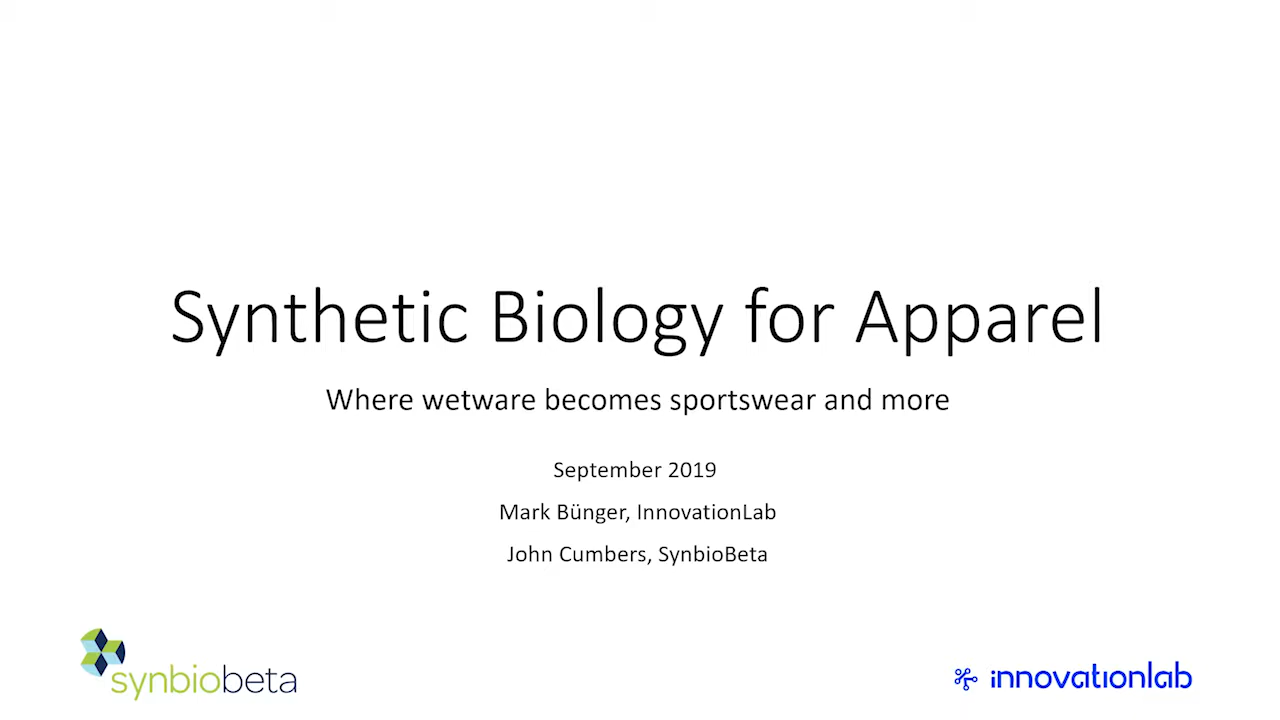 Synthetic Biology for Apparel
Where wetware becomes sportswear and more
September 2019
Mark Bünger, InnovationLab
John Cumbers, SynbioBeta
synbiobeta
innovationlab